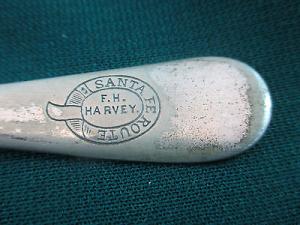 SANTA FE
F.H.
HARVEY.
ROUTE